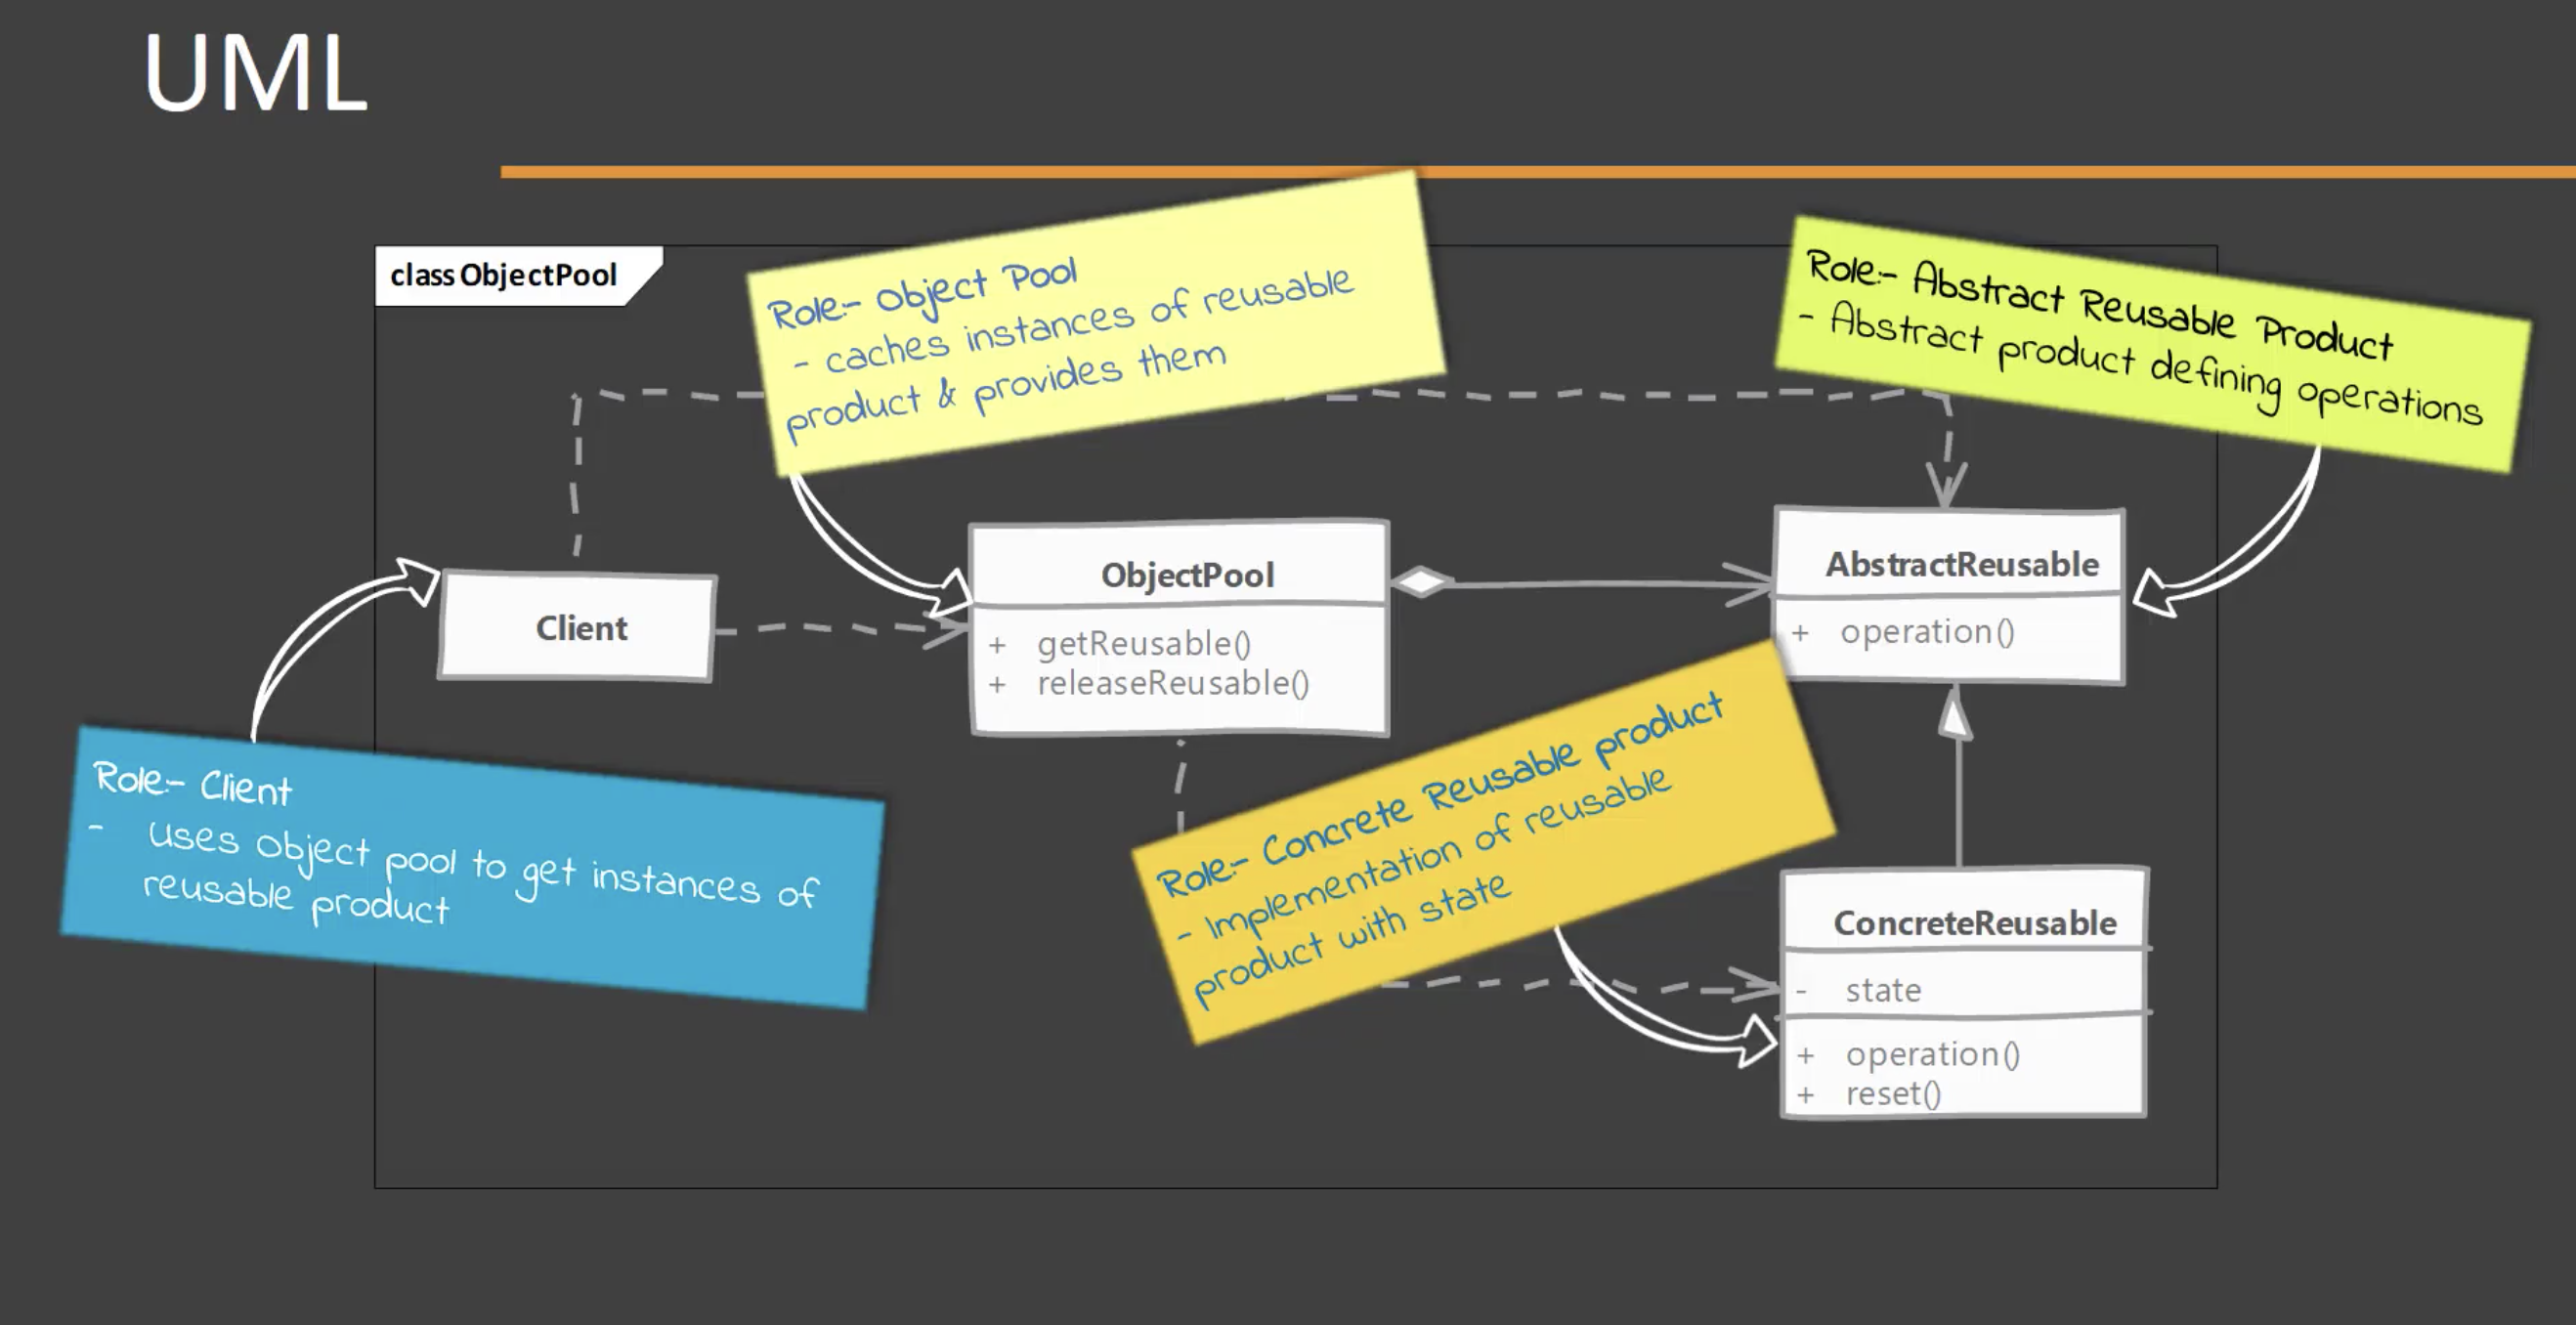 UML
class ObjectPool
Role:- Object Pool
- caches instances of reusable
product & provides them
Role:- Abstract Reusable Product
- Abstract product defining operations
Client
ObjectPool
+ getReusable()
+ releaseReusable()
AbstractReusable
+ operation()
Role:- Client
- uses object pool to get instances of
reusable product
Role:- Concrete Reusable product
- Implementation of reusable
product with state
ConcreteReusable
- state
+ operation()
+ reset()